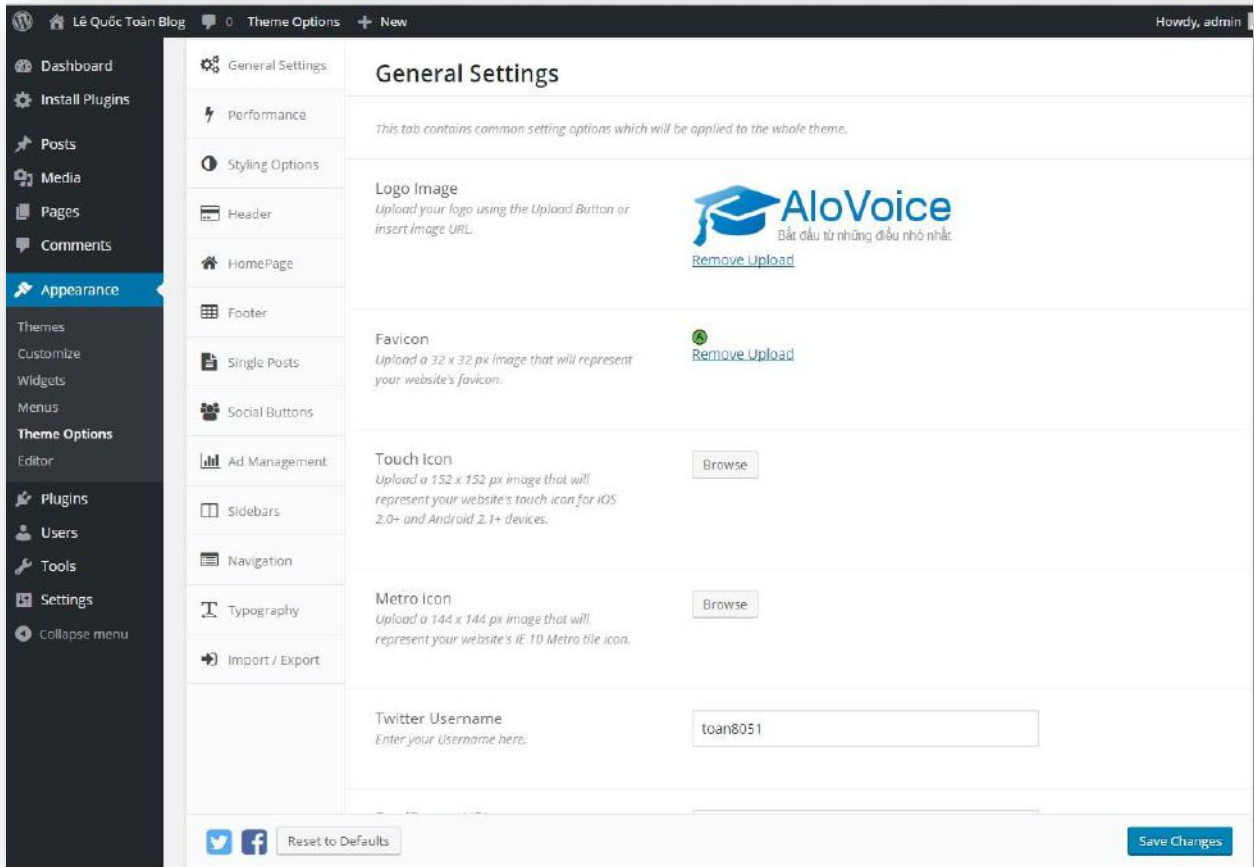 Lê Quốc Toàn Blog 0 Theme Options + New Howdy, admin
Dashboard
Install Plugins
Posts
Media
Pages
Comments
Appearance
Themes
Customize
Widgets
Menus
Theme Options
Editor
Plugins
Users
Tools
Settings
Collapse menu
General Settings
Performance
Styling Options
Header
HomePage
Footer
Single Posts
Social Buttons
Ad Management
Sidebars
Navigation
Typography
Import / Export
General Settings
This tab contains common setting options which will be applied to the whole theme.
Logo Image
Upload your logo using the Upload Button or
insert image URL.
AloVoice
Bắt đầu từ những điều nhỏ nhất
Remove Upload
Favicon
Upload a 32 x 32 px image that will represent
your website's favicon.
Remove Upload
Touch icon
Upload a 152 x 152 px image that will
represent your website's touch icon for iOS
2.0+ and Android 2.1+ devices.
Browse
Metro icon
Upload a 144 x 144 px image that will
represent your website's IE 10 Metro tile icon.
Browse
Twitter Username
Enter your Username here.
toan8051
Reset to Defaults
Save Changes